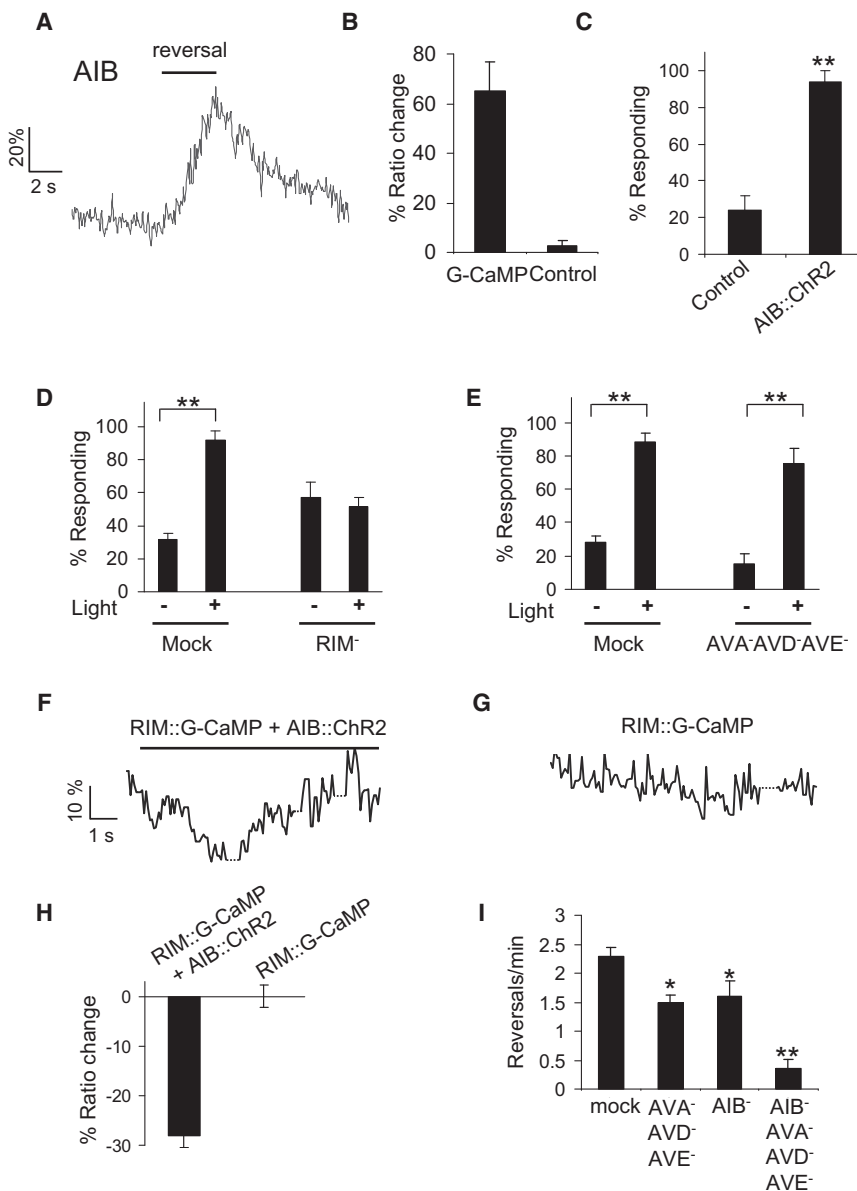 A
AIB
reversal
20%
2 s
B
% Ratio change
80
60
40
20
0
G-CaMP Control
C
% Responding
100
80
60
40
20
0
**
Control
AIB::ChR2
D
% Responding
100
80
60
40
20
0
**
Light - + - +
Mock RIM-
E
% Responding
100
80
60
40
20
0
** **
Light - + - +
Mock AVA-AVD-AVE-
F
RIM::G-CaMP + AIB::ChR2
10 %
1 s
G
RIM::G-CaMP
H
RIM::G-CaMP
+ AIB::ChR2
RIM::G-CaMP
% Ratio change
0
-10
-20
-30
I
Reversals/min
3
2.5
2
1.5
1
0.5
0
* * **
mock AVA- AIB- AIB-
AVD- AVA-
AVE- AVD-
AVE-